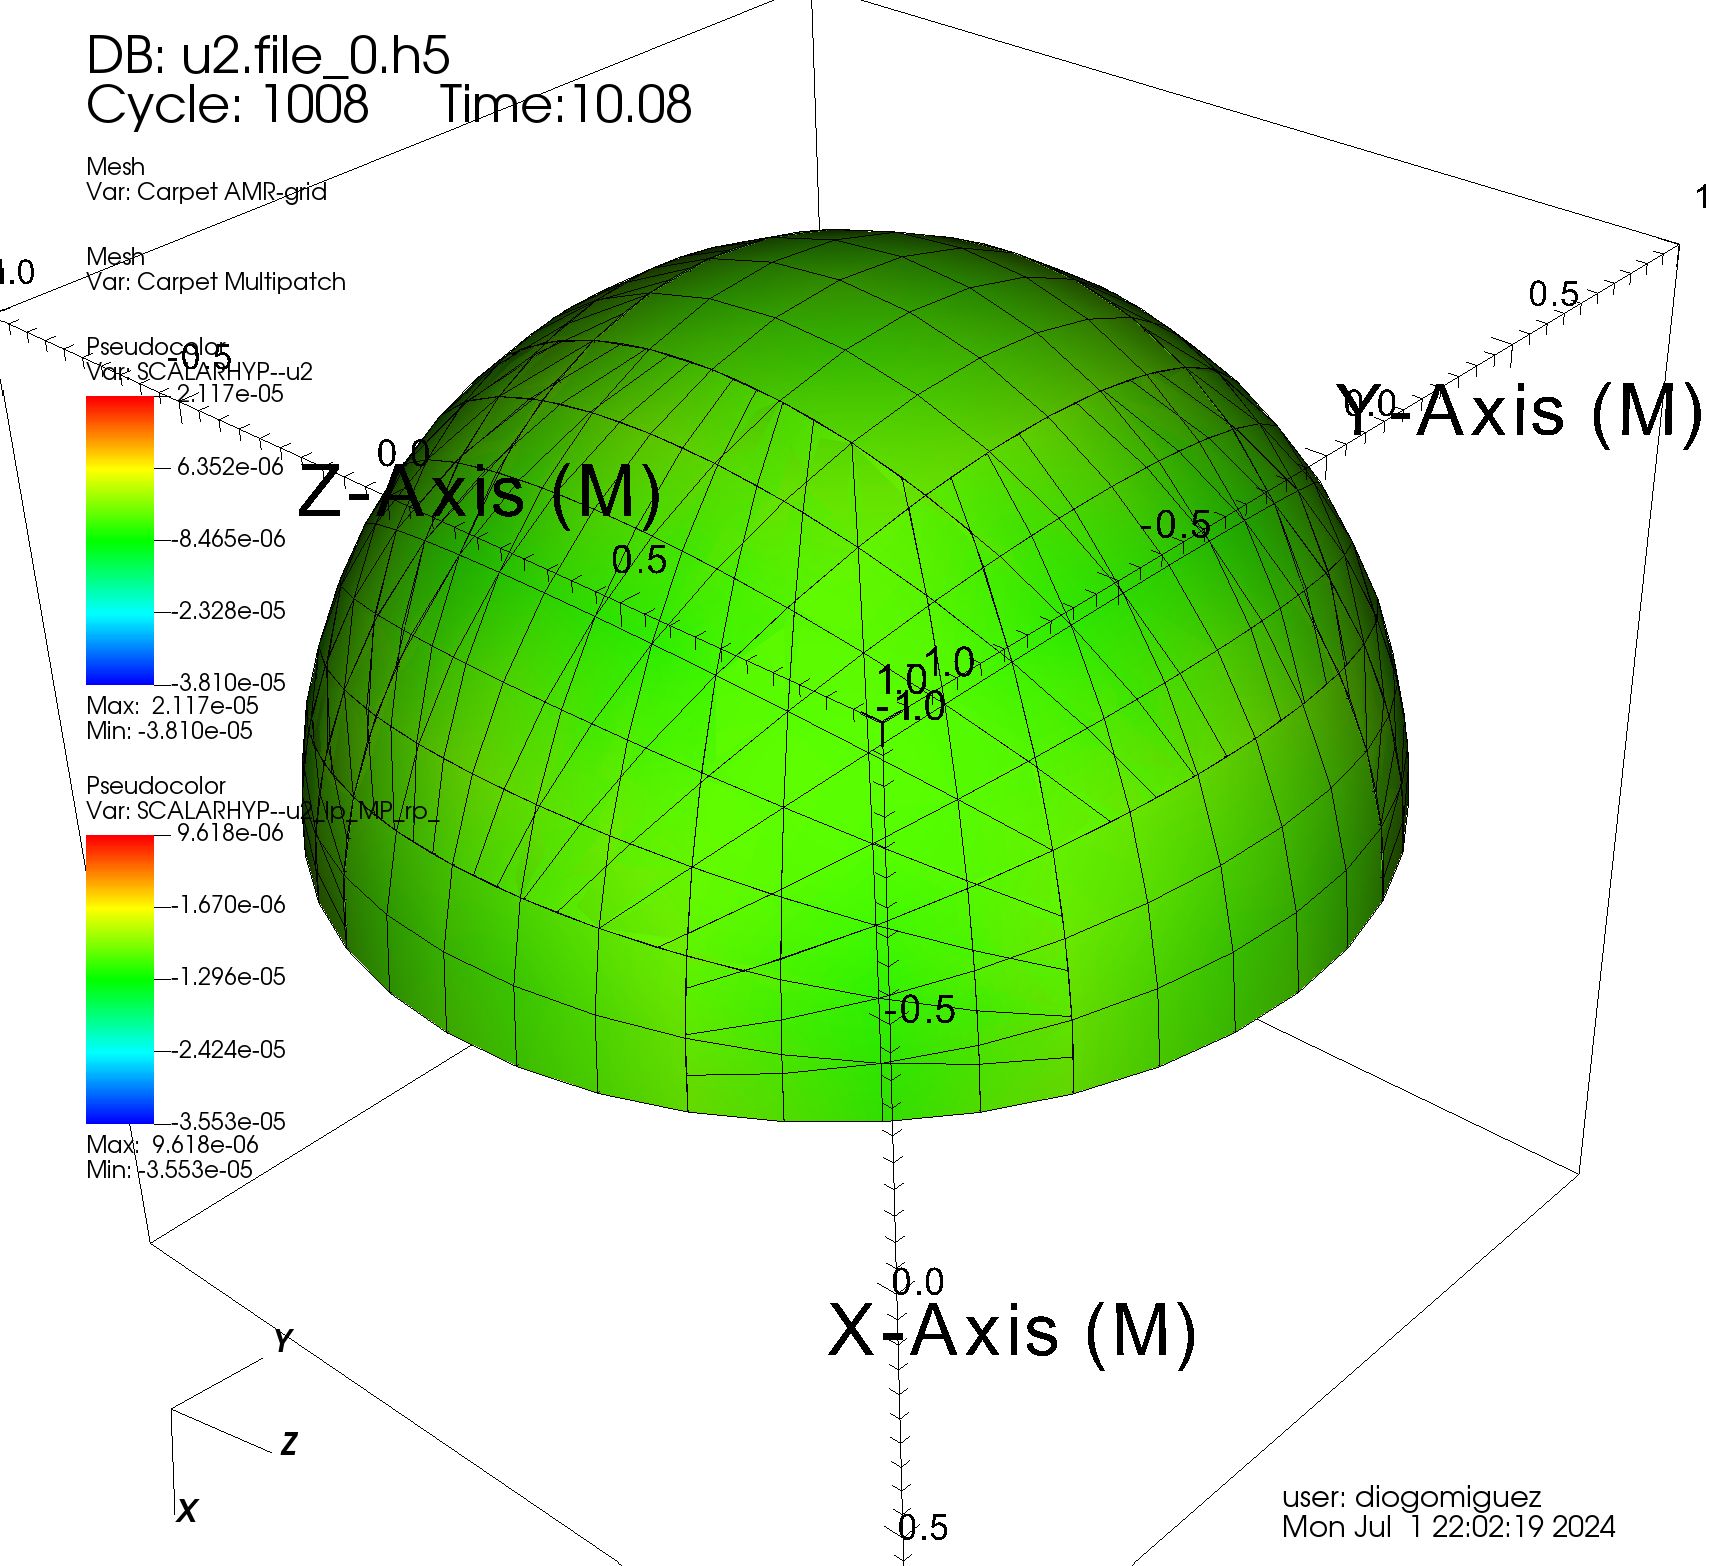 DB: u2.file_0.h5
Cycle: 1008 Time:10.08
Mesh
Var: Carpet AMR-grid
Mesh
Var: Carpet Multipatch
Pseudocolor
Var: SCALARHYP--u2
2.117e-05
6.352e-06
-8.465e-06
-2.328e-05
-3.810e-05
Max: 2.117e-05
Min: -3.810e-05
Pseudocolor
Var: SCALARHYP--u2_lp_MP_rp_
9.618e-06
-1.670e-06
-1.296e-05
-2.424e-05
-3.553e-05
Max: 9.618e-06
Min: -3.553e-05
-0.5
0.0
Z-Axis (M)
0.5
1.0
0.5
0.0
Y-Axis (M)
-0.5
-1.0
-1.0
-0.5
0.0
X-Axis (M)
0.5
Y
Z
X
user: diogomiguez
Mon Jul 1 22:02:19 2024